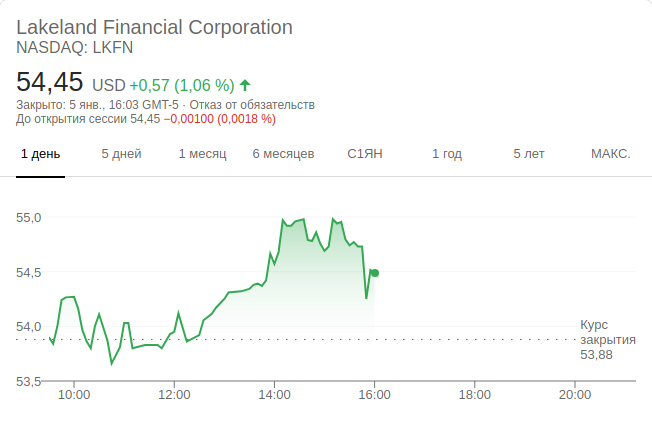 Lakeland Financial Corporation
NASDAQ: LKFN
54,45 USD +0,57 (1,06 %)
Закрыто: 5 янв., 16:03 GMT-5 · Отказ от обязательств
До открытия сессии 54,45 −0,00100 (0,0018 %)
1 день 5 дней 1 месяц 6 месяцев С1ЯН 1 год 5 лет МАКС.
55,0
54,5
54,0
Курс
закрытия
53,88
53,5
10:00 12:00 14:00 16:00 18:00 20:00